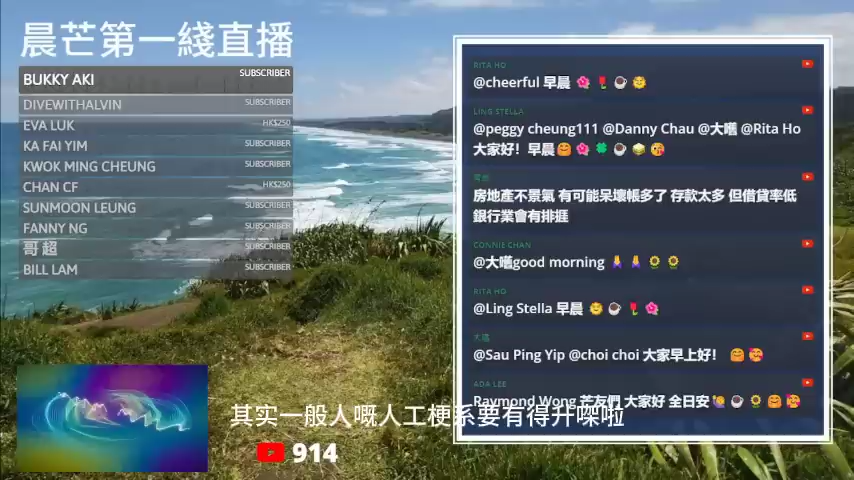 晨芒第一綫直播
BUKKY AKI SUBSCRIBER
DIVEWITHALVIN SUBSCRIBER
EVA LUK HK$250
KA FAI YIM SUBSCRIBER
KWOK MING CHEUNG SUBSCRIBER
CHAN CF HK$250
SUNMOON LEUNG SUBSCRIBER
FANNY NG SUBSCRIBER
哥 超 SUBSCRIBER
BILL LAM SUBSCRIBER
RITA HO
@cheerful 早晨 🌺 🌹 ☕ 🌞
LING STELLA
@peggy cheung111 @Danny Chau @大嚿 @Rita Ho
大家好！早晨🤗 🌺 🍀 ☕ 🥪 😘
房地產不景氣 有可能呆壞帳多了 存款太多 但借貸率低
銀行業會有排捱
CONNIE CHAN
@大嚿good morning 🙏 🙏 🌻 🌻
RITA HO
@Ling Stella 早晨 🌞 ☕ 🌹 🌺
大嚿
@Sau Ping Yip @choi choi 大家早上好！ 🤗 🥰
ADA LEE
Raymond Wong 芒友們 大家好 全日安🙋 ☕ 🌻 🤗 🥰
其实一般人嘅人工梗系要有得升㗎啦
914